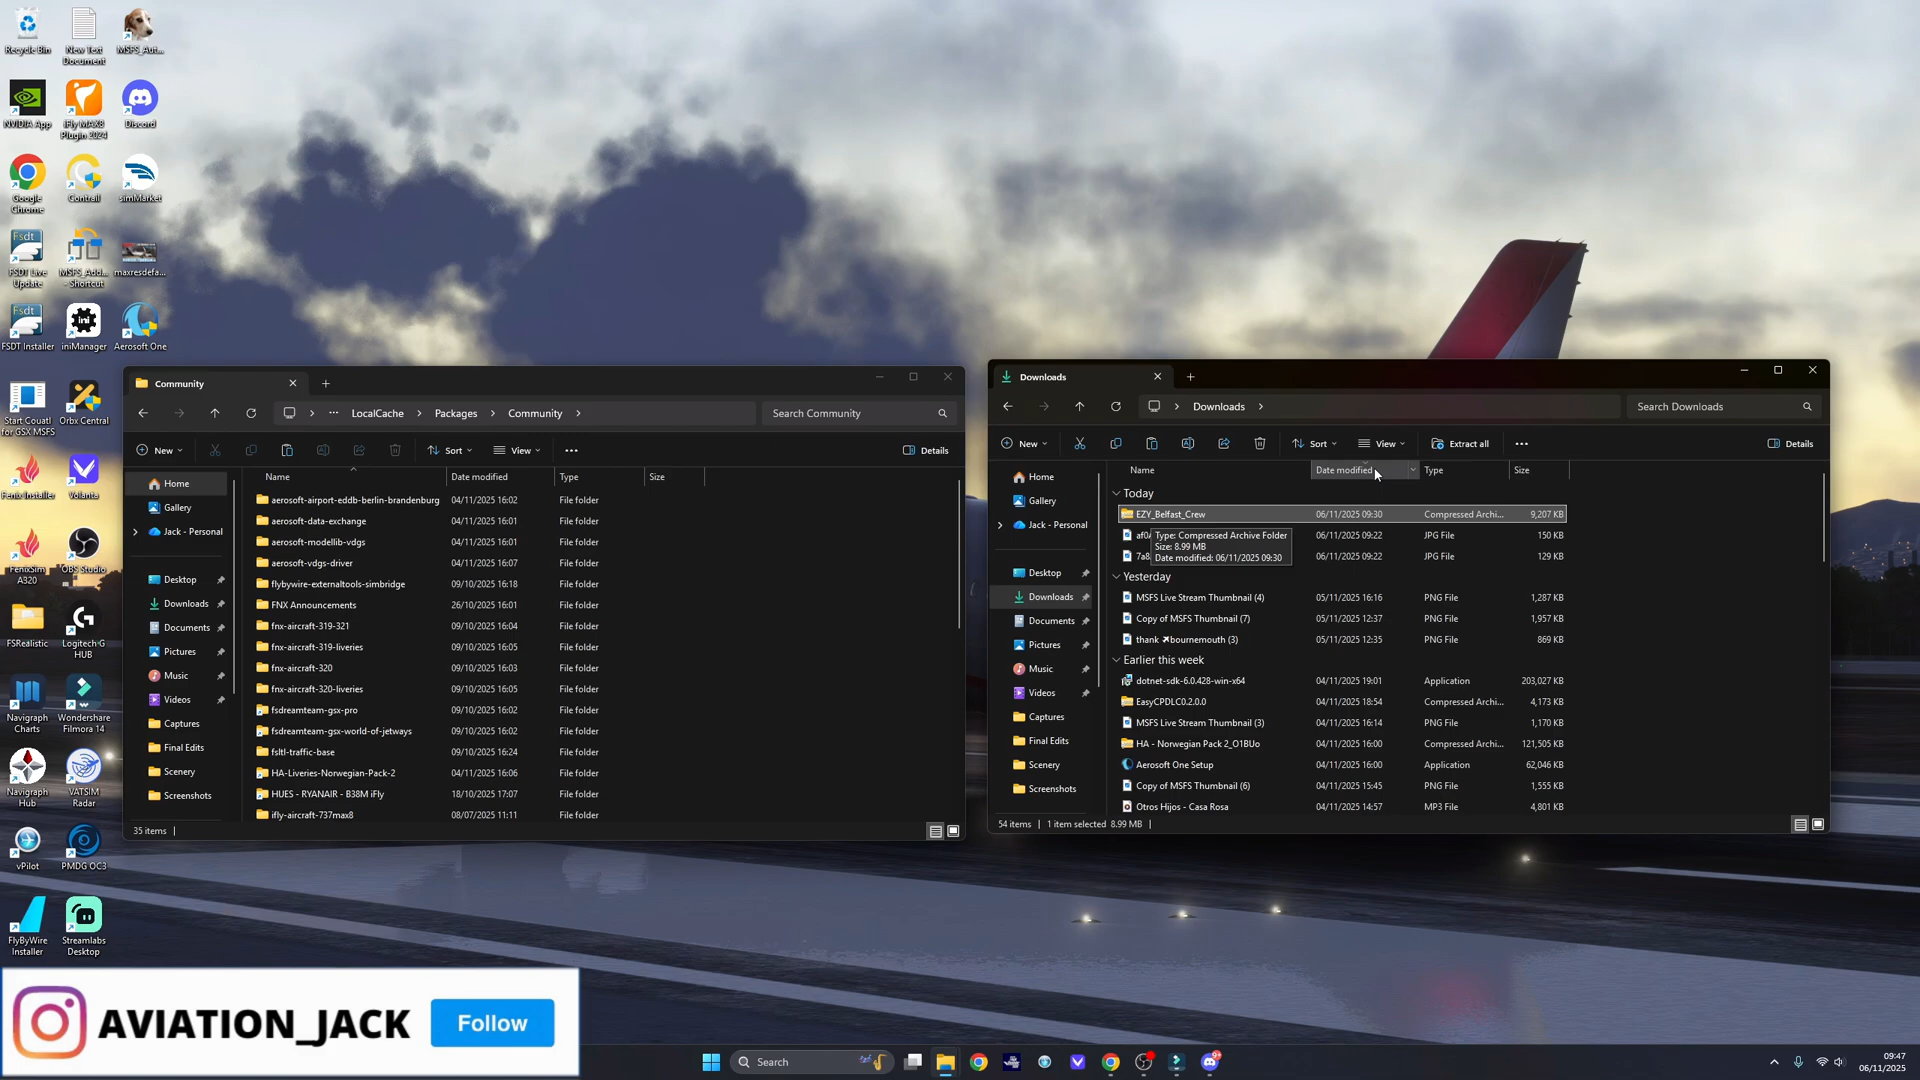 Recycle Bin
New Text
Document
MSFS_Aut...
NVIDIA App
iFly MAX8
Plugin 2024
Discord
Google
Chrome
Contrail
simMarket
FSDT Live
Update
MSFS_Add...
- Shortcut
maxresdefa...
FSDT Installer
iniManager
Aerosoft One
Start Couatl
for GSX MSFS
Orbx Central
Fenix Installer
Volanta
FenixSim
A320
OBS Studio
FSRealistic
Logitech G
HUB
Navigraph
Charts
Wondershare
Filmora 14
Navigraph
Hub
VATSIM
Radar
vPilot
PMDG OC3
FlyByWire
Installer
Streamlabs
Desktop
Community
LocalCache > Packages > Community >
Search Community
New
Sort
View
Details
Home
Gallery
Jack - Personal
Desktop
Downloads
Documents
Pictures
Music
Videos
Captures
Final Edits
Scenery
Screenshots
Name Date modified Type Size
aerosoft-airport-eddb-berlin-brandenburg 04/11/2025 16:02 File folder
aerosoft-data-exchange 04/11/2025 16:01 File folder
aerosoft-modellib-vdgs 04/11/2025 16:01 File folder
aerosoft-vdgs-driver 04/11/2025 16:07 File folder
flybywire-externaltools-simbridge 09/10/2025 16:18 File folder
FNX Announcements 26/10/2025 16:01 File folder
fnx-aircraft-319-321 09/10/2025 16:04 File folder
fnx-aircraft-319-liveries 09/10/2025 16:05 File folder
fnx-aircraft-320 09/10/2025 16:03 File folder
fnx-aircraft-320-liveries 09/10/2025 16:05 File folder
fsdreamteam-gsx-pro 09/10/2025 16:02 File folder
fsdreamteam-gsx-world-of-jetways 09/10/2025 16:02 File folder
fsltl-traffic-base 09/10/2025 16:24 File folder
HA-Liveries-Norwegian-Pack-2 04/11/2025 16:06 File folder
HUES - RYANAIR - B38M iFly 18/10/2025 17:07 File folder
ifly-aircraft-737max8 08/07/2025 11:11 File folder
35 items
Downloads
Downloads >
Search Downloads
New
Sort
View
Extract all
Details
Home
Gallery
Jack - Personal
Desktop
Downloads
Documents
Pictures
Music
Videos
Captures
Final Edits
Scenery
Screenshots
Name Date modified Type Size
Today
EZY_Belfast_Crew 06/11/2025 09:30 Compressed Archi... 9,207 KB
af0 06/11/2025 09:22 JPG File 150 KB
7a8 06/11/2025 09:22 JPG File 129 KB
Type: Compressed Archive Folder
Size: 8.99 MB
Date modified: 06/11/2025 09:30
Yesterday
MSFS Live Stream Thumbnail (4) 05/11/2025 16:16 PNG File 1,287 KB
Copy of MSFS Thumbnail (7) 05/11/2025 12:37 PNG File 1,957 KB
thank ✈bournemouth (3) 05/11/2025 12:35 PNG File 869 KB
Earlier this week
dotnet-sdk-6.0.428-win-x64 04/11/2025 19:01 Application 203,027 KB
EasyCPDLC0.2.0.0 04/11/2025 18:54 Compressed Archi... 4,173 KB
MSFS Live Stream Thumbnail (3) 04/11/2025 16:14 PNG File 1,170 KB
HA - Norwegian Pack 2_O1BUo 04/11/2025 16:00 Compressed Archi... 121,505 KB
Aerosoft One Setup 04/11/2025 16:00 Application 62,046 KB
Copy of MSFS Thumbnail (6) 04/11/2025 15:45 PNG File 1,555 KB
Otros Hijos - Casa Rosa 04/11/2025 14:57 MP3 File 4,801 KB
54 items 1 item selected 8.99 MB
AVIATION_JACK Follow
Search
09:47
06/11/2025